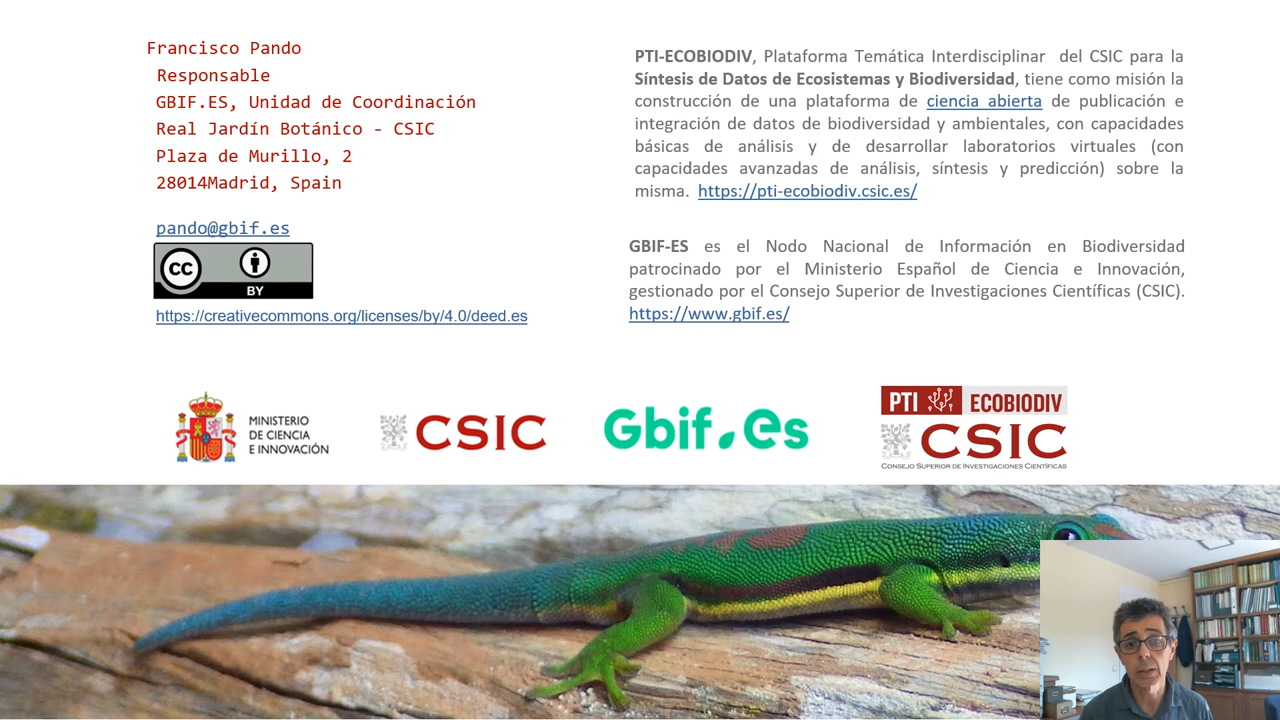 Francisco Pando
Responsable
GBIF.ES, Unidad de Coordinación
Real Jardín Botánico - CSIC
Plaza de Murillo, 2
28014Madrid, Spain
pando@gbif.es
CC
BY
https://creativecommons.org/licenses/by/4.0/deed.es
PTI-ECOBIODIV, Plataforma Temática Interdisciplinar del CSIC para la
Síntesis de Datos de Ecosistemas y Biodiversidad, tiene como misión la
construcción de una plataforma de ciencia abierta de publicación e
integración de datos de biodiversidad y ambientales, con capacidades
básicas de análisis y de desarrollar laboratorios virtuales (con
capacidades avanzadas de análisis, síntesis y predicción) sobre la
misma. https://pti-ecobiodiv.csic.es/
GBIF-ES es el Nodo Nacional de Información en Biodiversidad
patrocinado por el Ministerio Español de Ciencia e Innovación,
gestionado por el Consejo Superior de Investigaciones Científicas (CSIC).
https://www.gbif.es/
MINISTERIO
DE CIENCIA
E INNOVACIÓN
CSIC
Gbif.es
PTI ECOBIODIV
CSIC
CONSEJO SUPERIOR DE INVESTIGACIONES CIENTÍFICAS